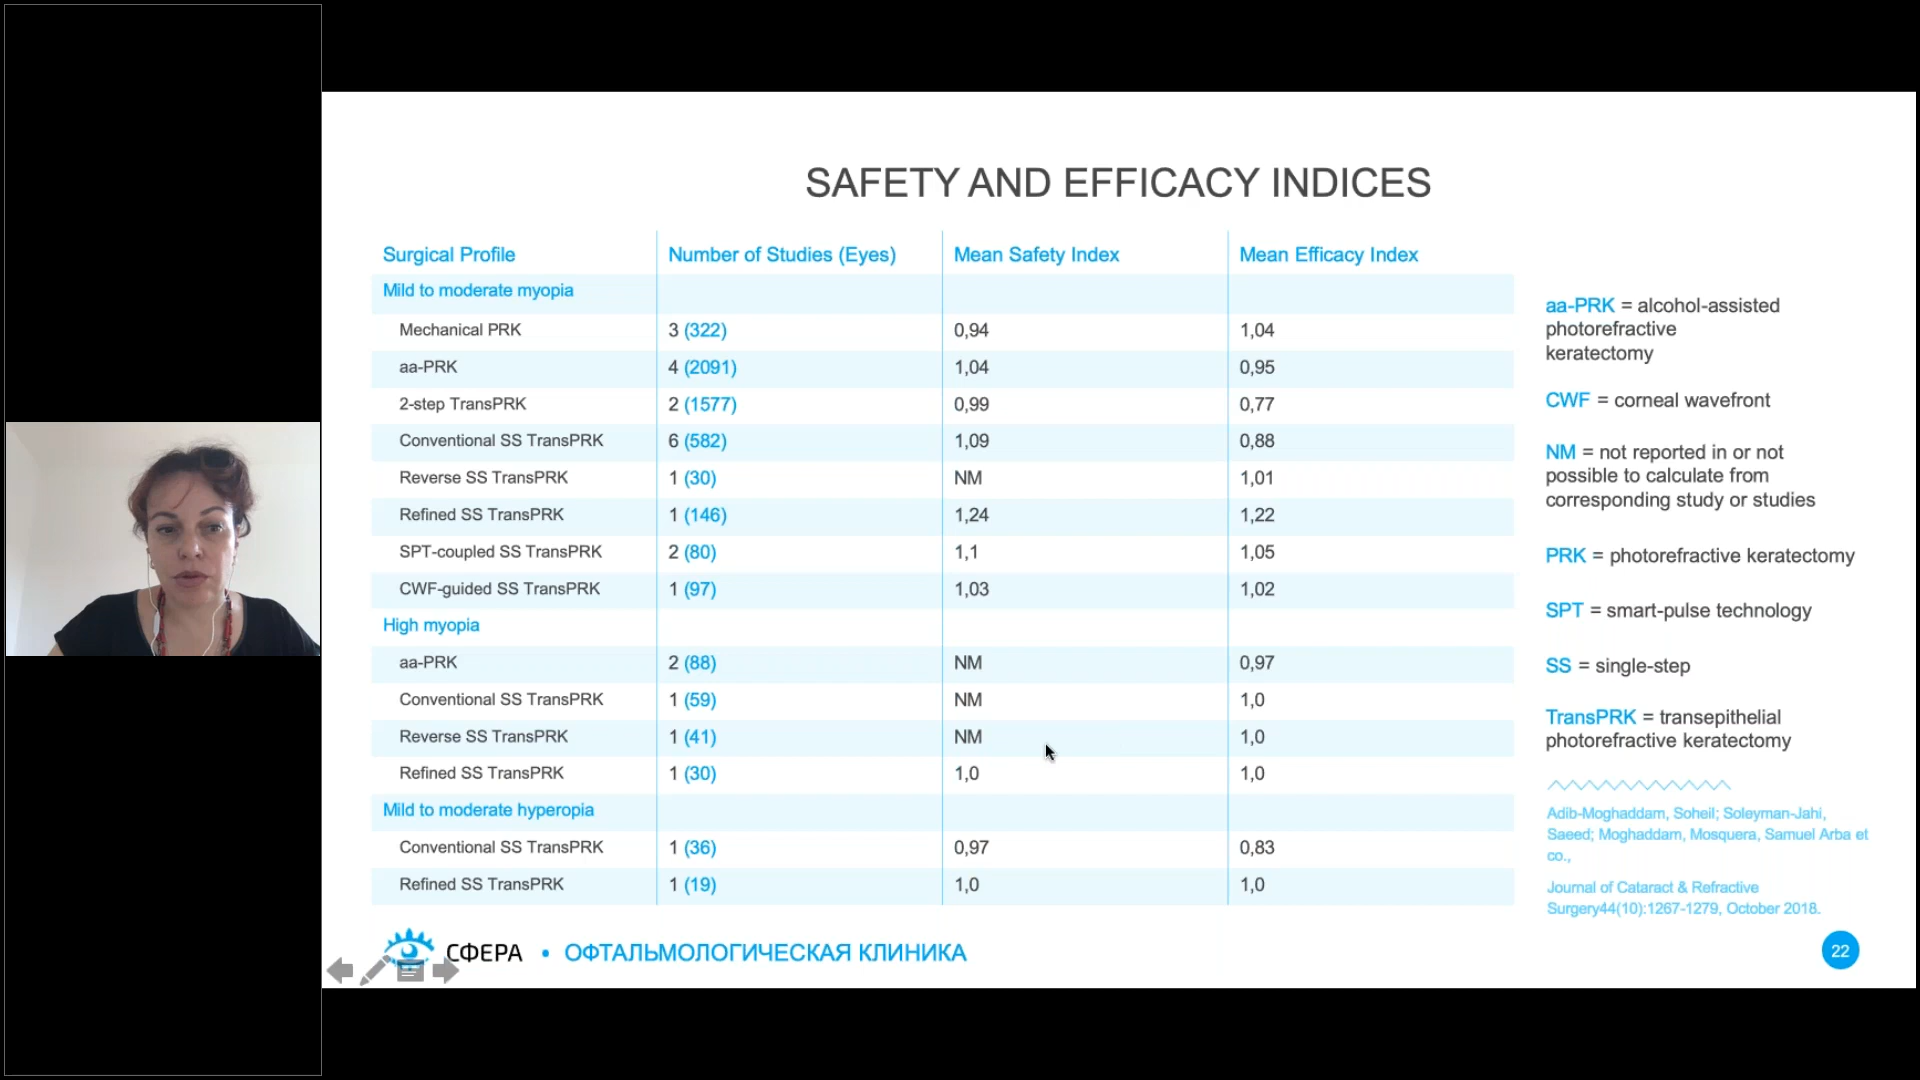 SAFETY AND EFFICACY INDICES
Surgical Profile Number of Studies (Eyes) Mean Safety Index Mean Efficacy Index
Mild to moderate myopia
Mechanical PRK 3 (322) 0,94 1,04
aa-PRK 4 (2091) 1,04 0,95
2-step TransPRK 2 (1577) 0,99 0,77
Conventional SS TransPRK 6 (582) 1,09 0,88
Reverse SS TransPRK 1 (30) NM 1,01
Refined SS TransPRK 1 (146) 1,24 1,22
SPT-coupled SS TransPRK 2 (80) 1,1 1,05
CWF-guided SS TransPRK 1 (97) 1,03 1,02
High myopia
aa-PRK 2 (88) NM 0,97
Conventional SS TransPRK 1 (59) NM 1,0
Reverse SS TransPRK 1 (41) NM 1,0
Refined SS TransPRK 1 (30) 1,0 1,0
Mild to moderate hyperopia
Conventional SS TransPRK 1 (36) 0,97 0,83
Refined SS TransPRK 1 (19) 1,0 1,0
aa-PRK = alcohol-assisted
photorefractive
keratectomy
CWF = corneal wavefront
NM = not reported in or not
possible to calculate from
corresponding study or studies
PRK = photorefractive keratectomy
SPT = smart-pulse technology
SS = single-step
TransPRK = transepithelial
photorefractive keratectomy
Adib-Moghaddam, Soheil; Soleyman-Jahi,
Saeed; Moghaddam, Mosquera, Samuel Arba et
co.,
Journal of Cataract & Refractive
Surgery44(10):1267-1279, October 2018.
СФЕРА • ОФТАЛЬМОЛОГИЧЕСКАЯ КЛИНИКА
22